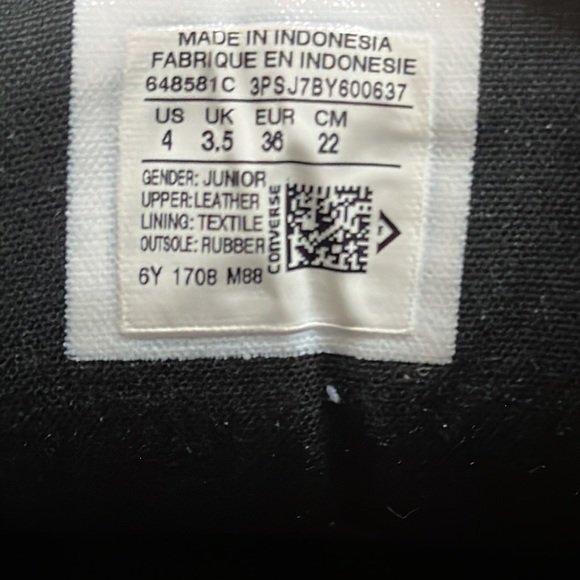 MADE IN INDONESIA
FABRIQUE EN INDONESIE
648581C 3PSJ7BY600637
US UK EUR CM
4 3.5 36 22
GENDER: JUNIOR
UPPER: LEATHER
LINING: TEXTILE
OUTSOLE: RUBBER
CONVERSE
6Y 1708 M88